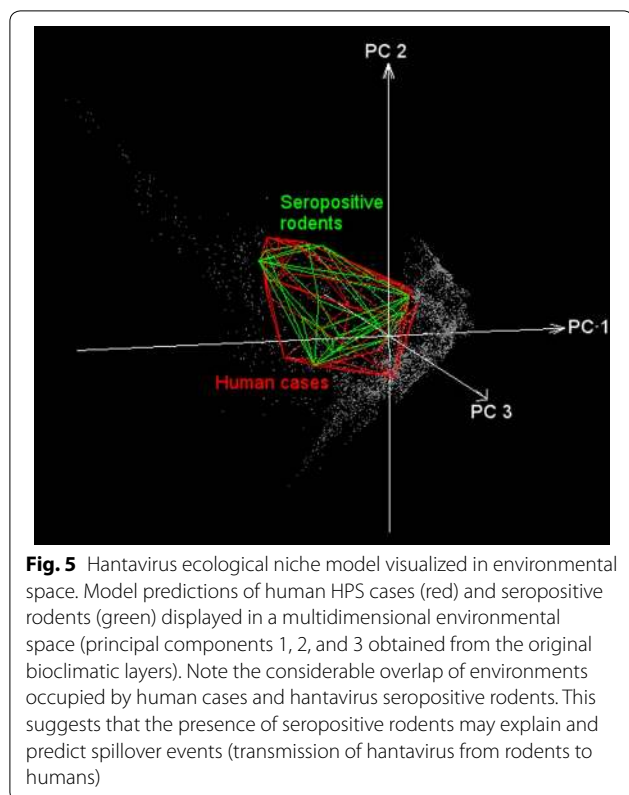 PC 2
Seropositive
rodents
PC·1
Human cases
PC 3
Fig. 5 Hantavirus ecological niche model visualized in environmental
space. Model predictions of human HPS cases (red) and seropositive
rodents (green) displayed in a multidimensional environmental
space (principal components 1, 2, and 3 obtained from the original
bioclimatic layers). Note the considerable overlap of environments
occupied by human cases and hantavirus seropositive rodents. This
suggests that the presence of seropositive rodents may explain and
predict spillover events (transmission of hantavirus from rodents to
humans)